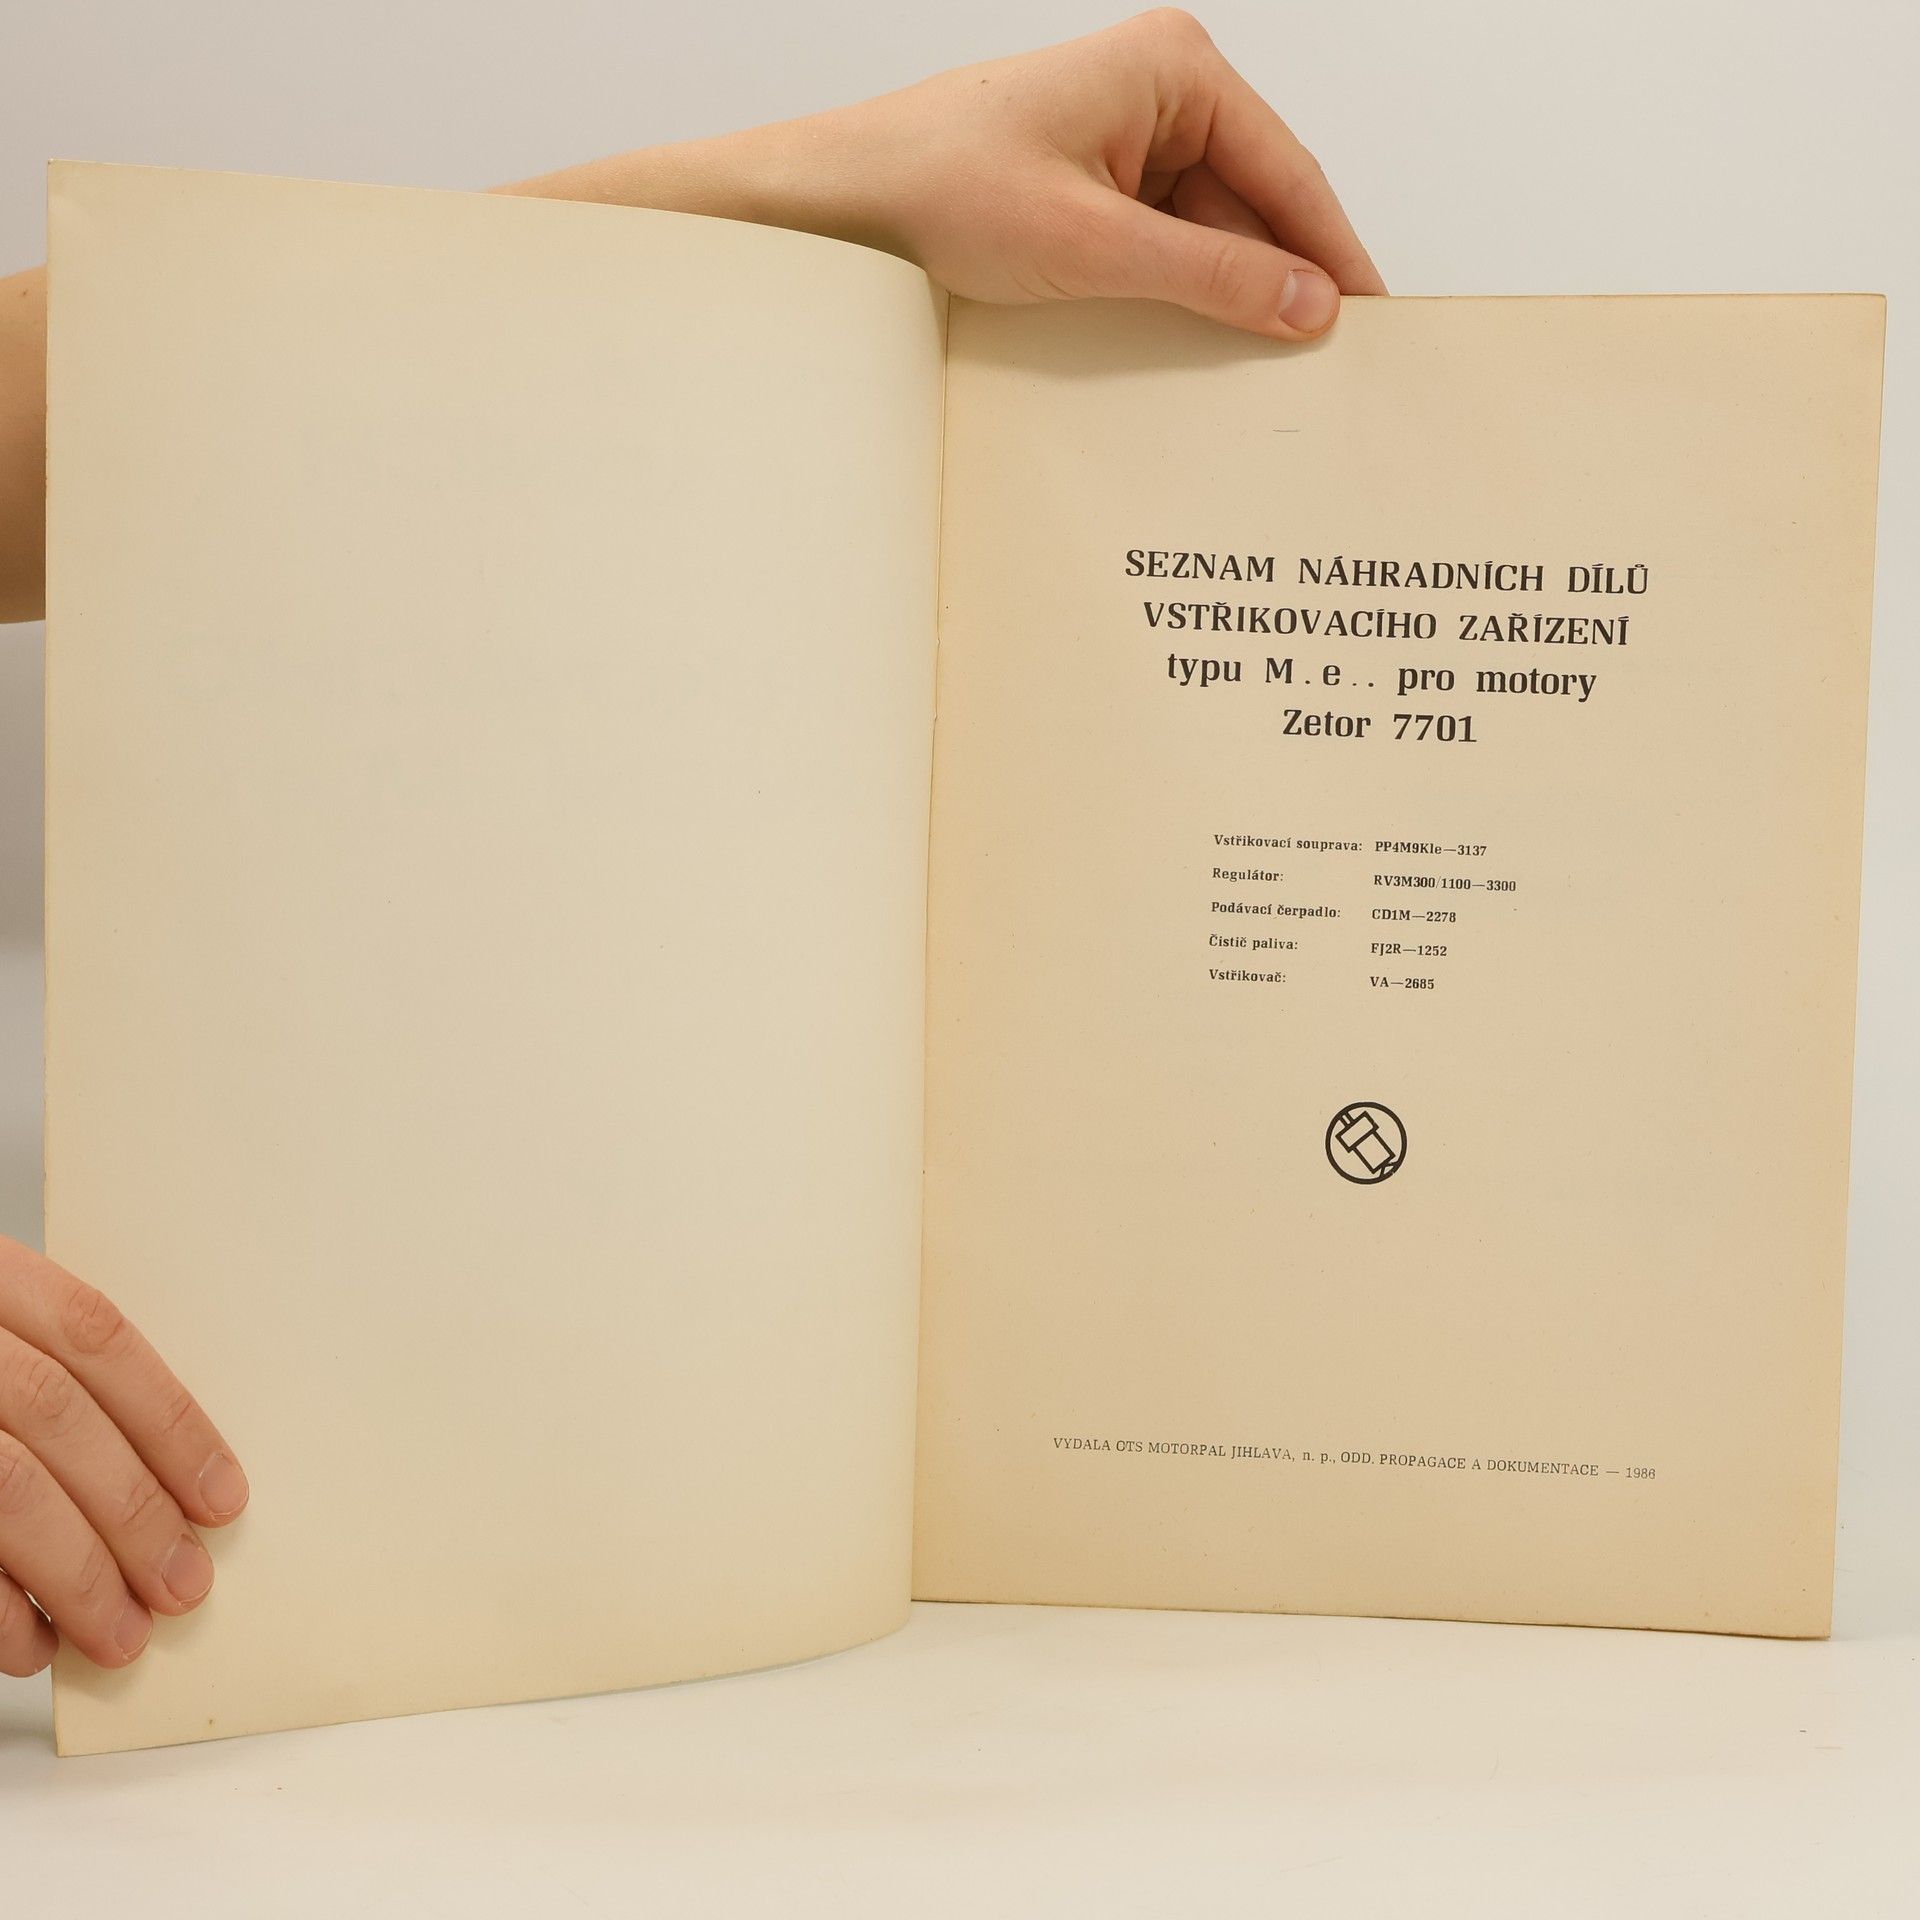 SEZNAM NÁHRADNÍCH DÍLŮ
VSTŘIKOVACÍHO ZAŘÍZENÍ
typu M . e . . pro motory
Zetor 7701
Vstřikovací souprava: PP4M9Kle—3137
Regulátor: RV3M300/1100—3300
Podávací čerpadlo: CD1M—2278
Čistič paliva: FJ2R—1252
Vstřikovač: VA—2685
VYDALA OTS MOTORPAL JIHLAVA, n. p., ODD. PROPAGACE A DOKUMENTACE — 1986